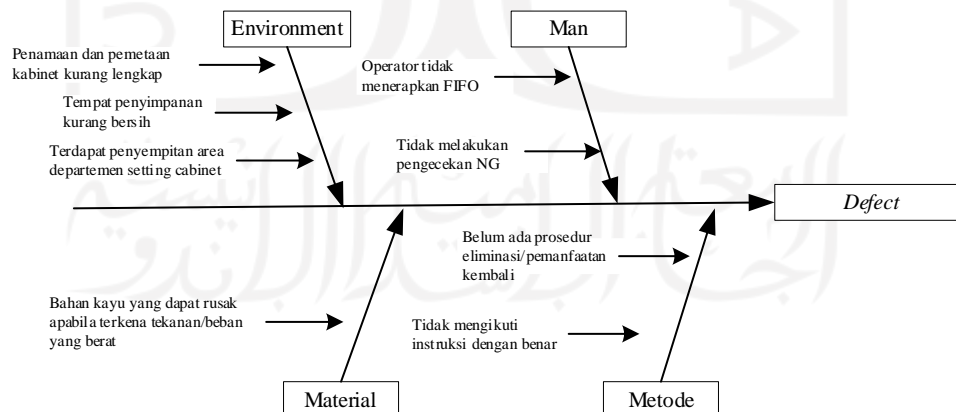 Environment
Man
Penamaan dan pemetaan
kabinet kurang lengkap
Operator tidak
menerapkan FIFO
Tempat penyimpanan
kurang bersih
Terdapat penyempitan area
departemen setting cabinet
Tidak melakukan
pengecekan NG
Defect
Belum ada prosedur
eliminasi/pemanfaatan
kembali
Bahan kayu yang dapat rusak
apabila terkena tekanan/beban
yang berat
Tidak mengikuti
instruksi dengan benar
Material
Metode